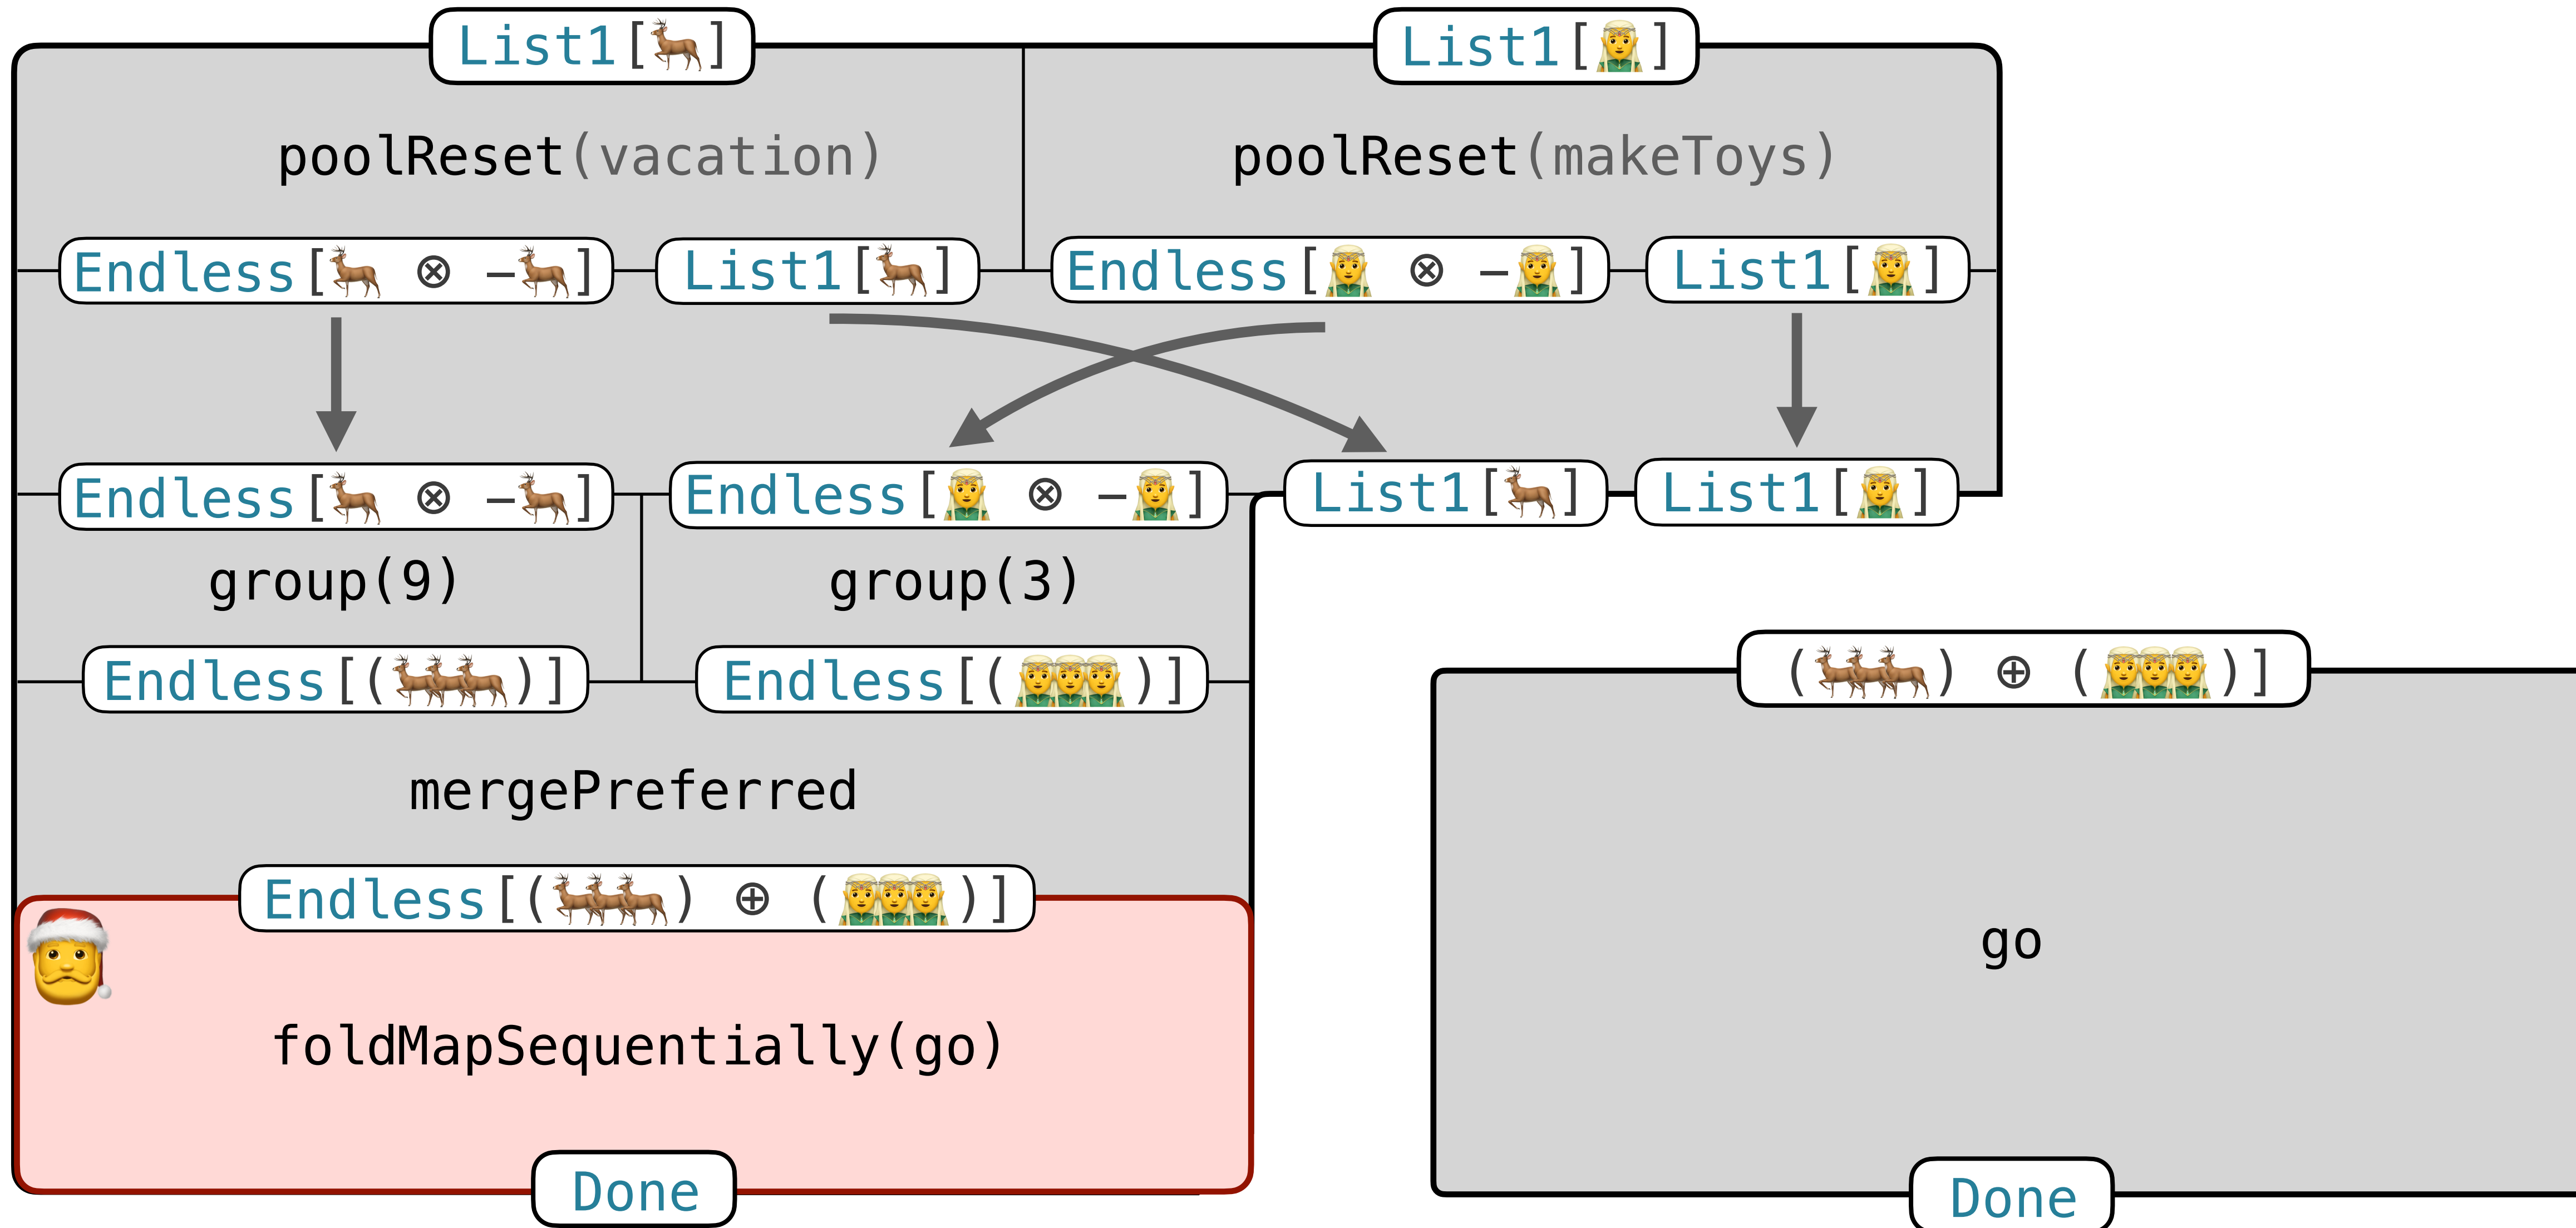 List1[🦌] List1[🧝]
poolReset(vacation) poolReset(makeToys)
Endless[🦌 ⊗ −🦌] List1[🦌] Endless[🧝 ⊗ −🧝] List1[🧝]
Endless[🦌 ⊗ −🦌] Endless[🧝 ⊗ −🧝] List1[🦌] List1[🧝]
group(9) group(3)
Endless[(🦌🦌🦌)] Endless[(🧝🧝🧝)] (🦌🦌🦌) ⊕ (🧝🧝🧝)]
mergePreferred
Endless[(🦌🦌🦌) ⊕ (🧝🧝🧝)]
go
foldMapSequentially(go)
Done Done